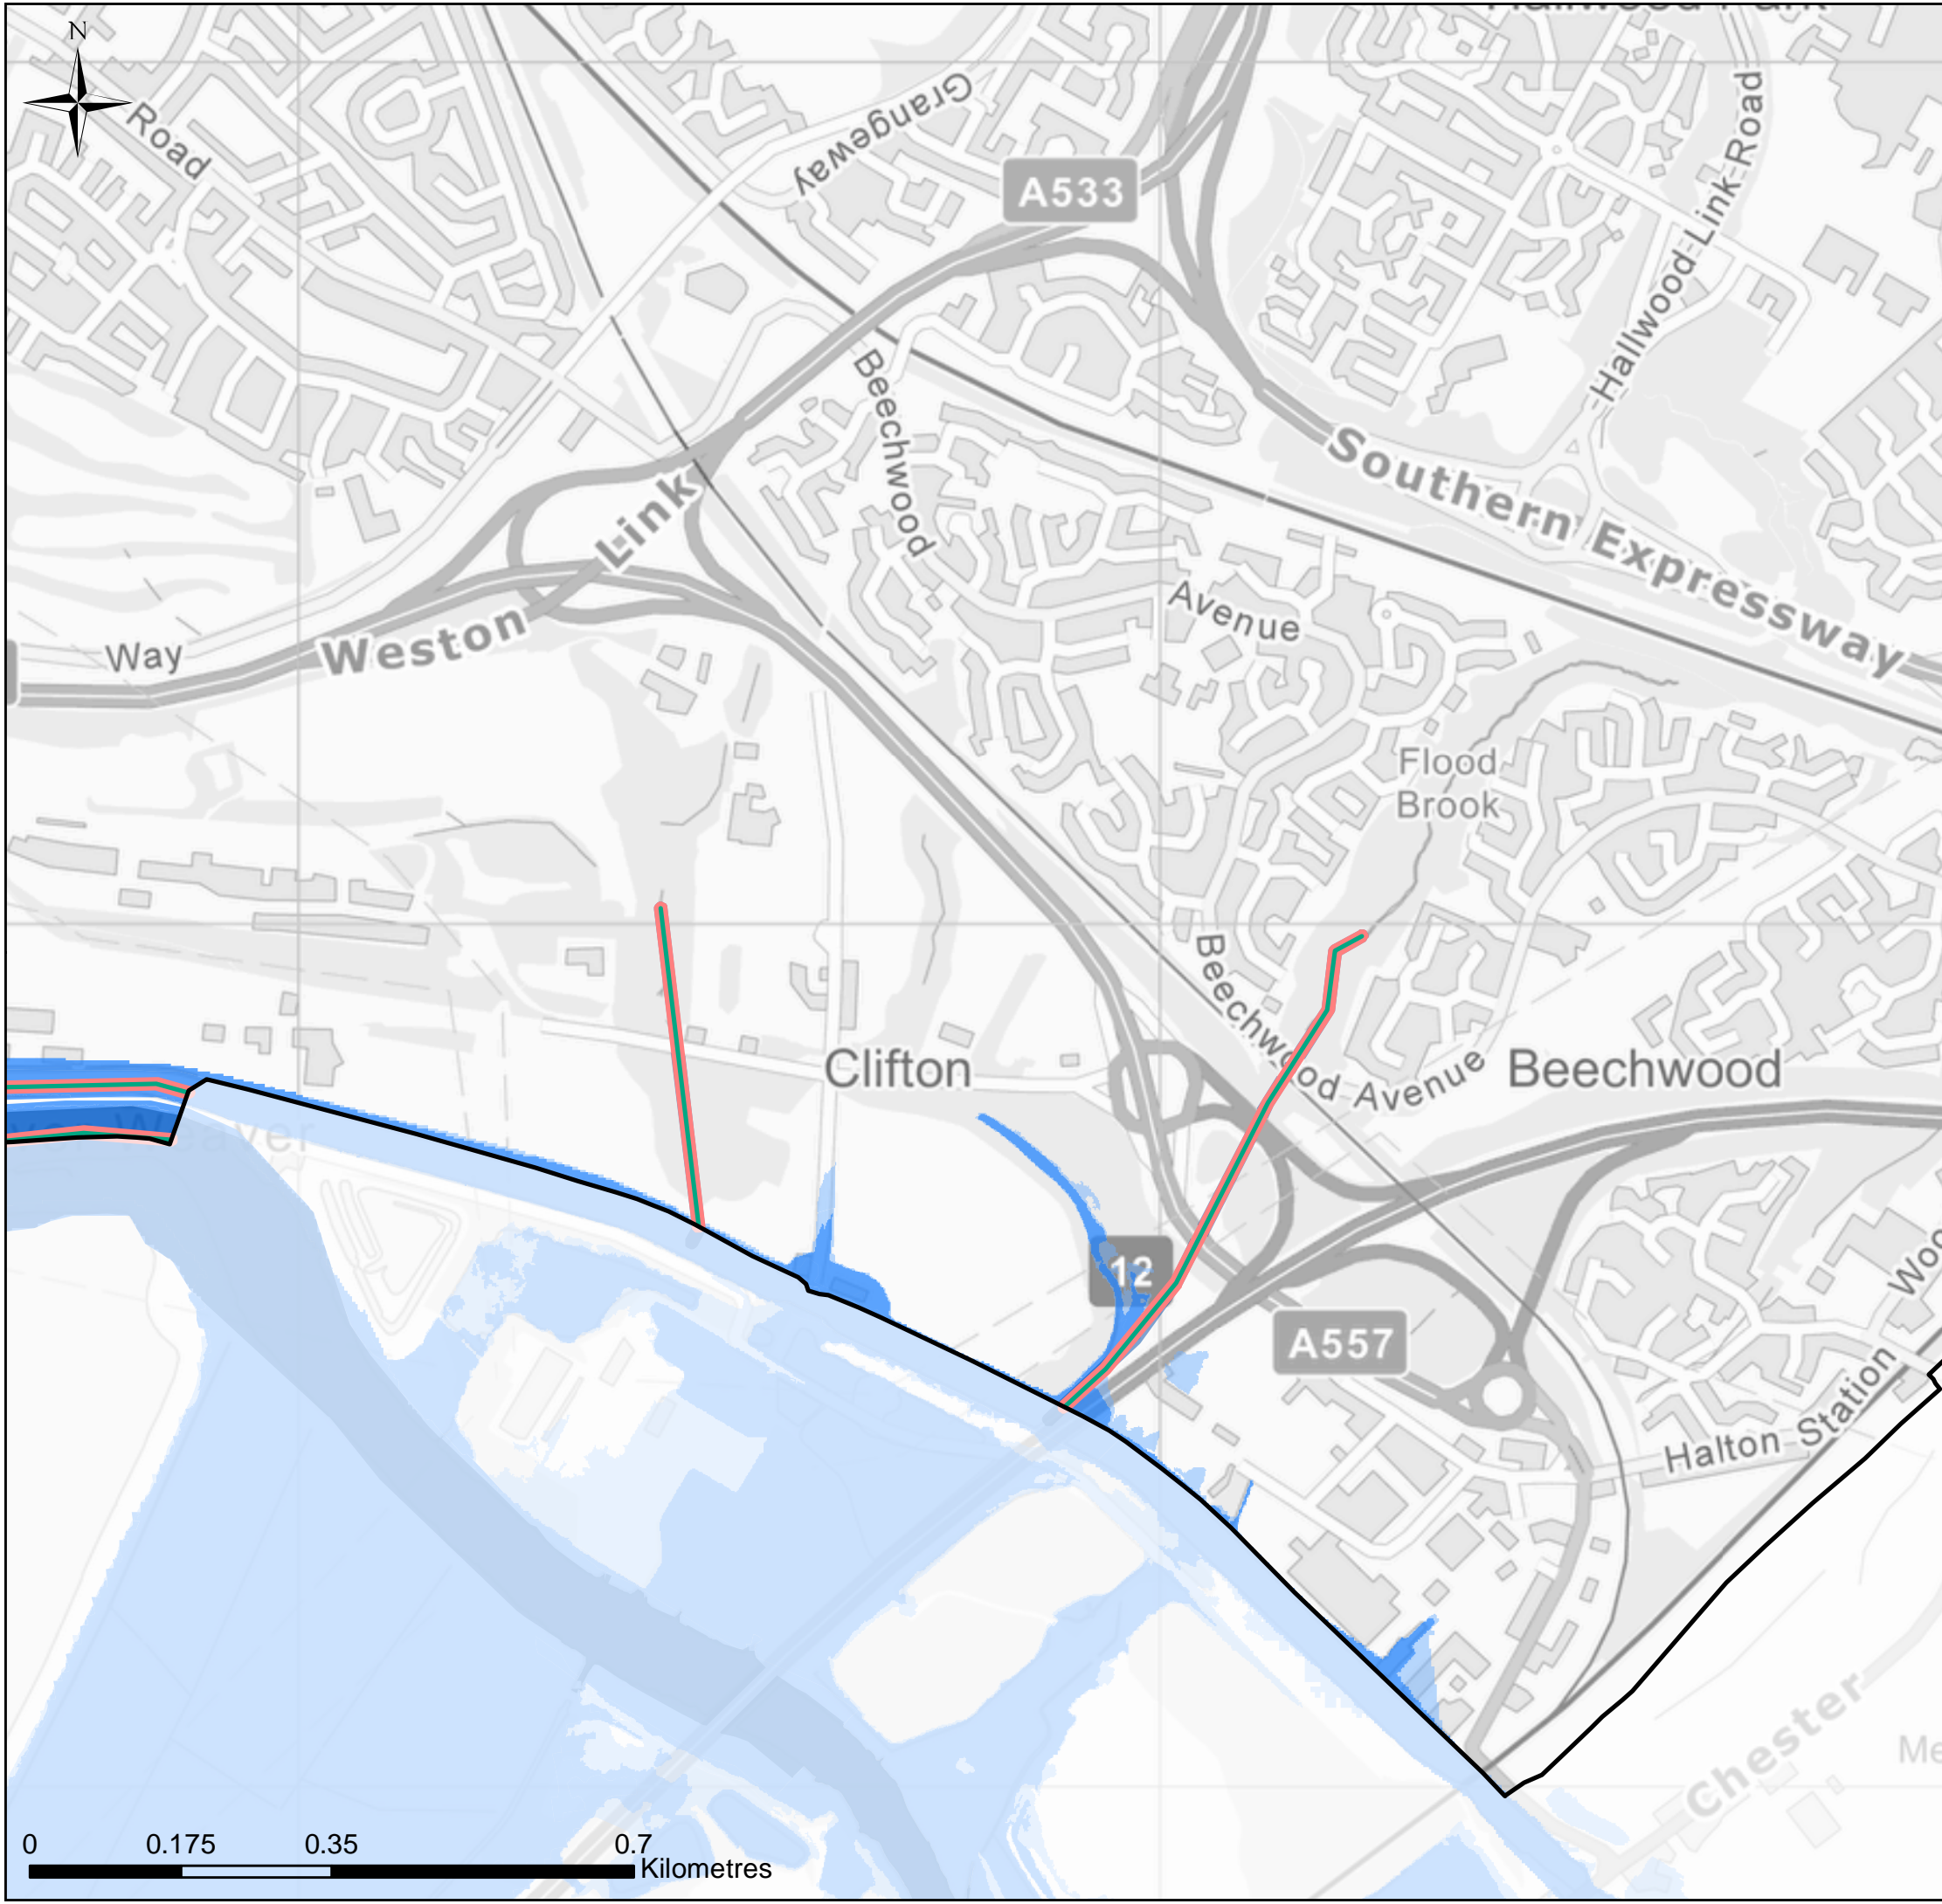 N
Road
Grangeway
A533
Hallwood Link Road
Beechwood
Southern Expressway
Link
Avenue
Way
Weston
Flood
Brook
Beechwood Avenue
Clifton
Beechwood
Weaver
12
A557
Halton Station
Chester
0
0.175
0.35
0.7
Kilometres